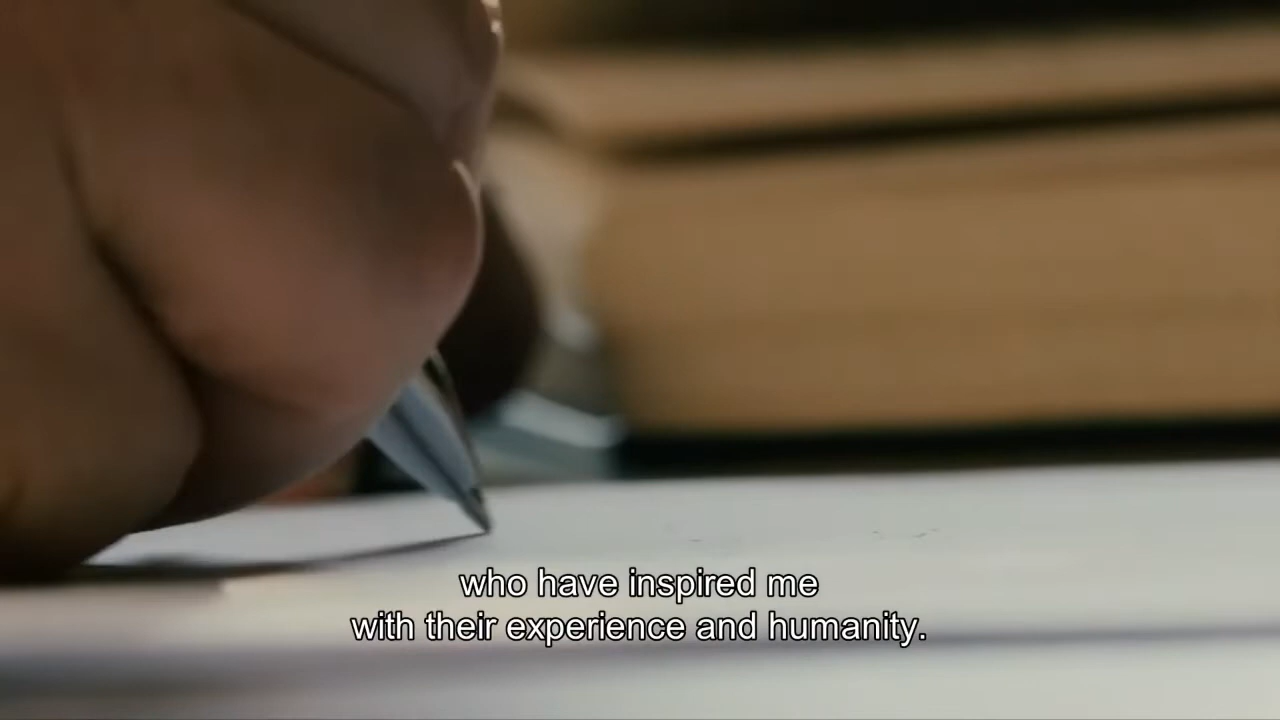 who have inspired me
with their experience and humanity.